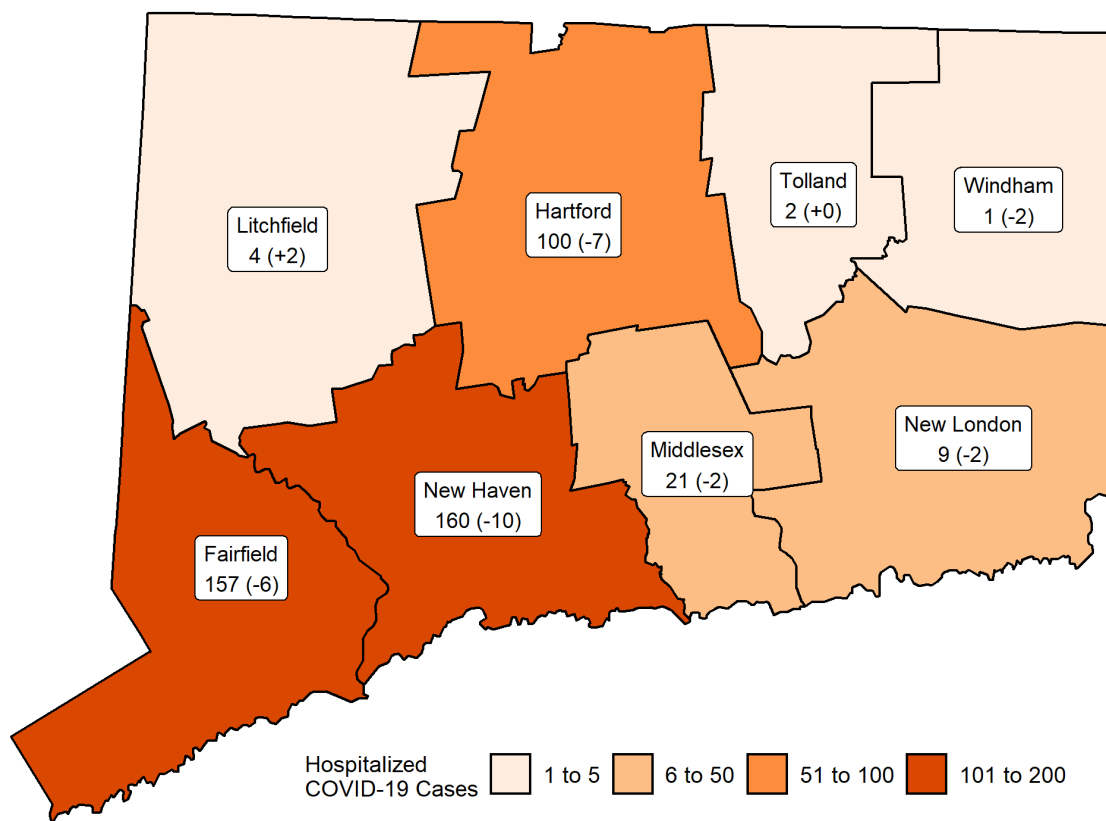 Tolland
2 (+0)
Windham
1 (-2)
Hartford
100 (-7)
Litchfield
4 (+2)
New London
9 (-2)
Middlesex
21 (-2)
New Haven
160 (-10)
Fairfield
157 (-6)
Hospitalized
COVID-19 Cases
1 to 5
6 to 50
51 to 100
101 to 200